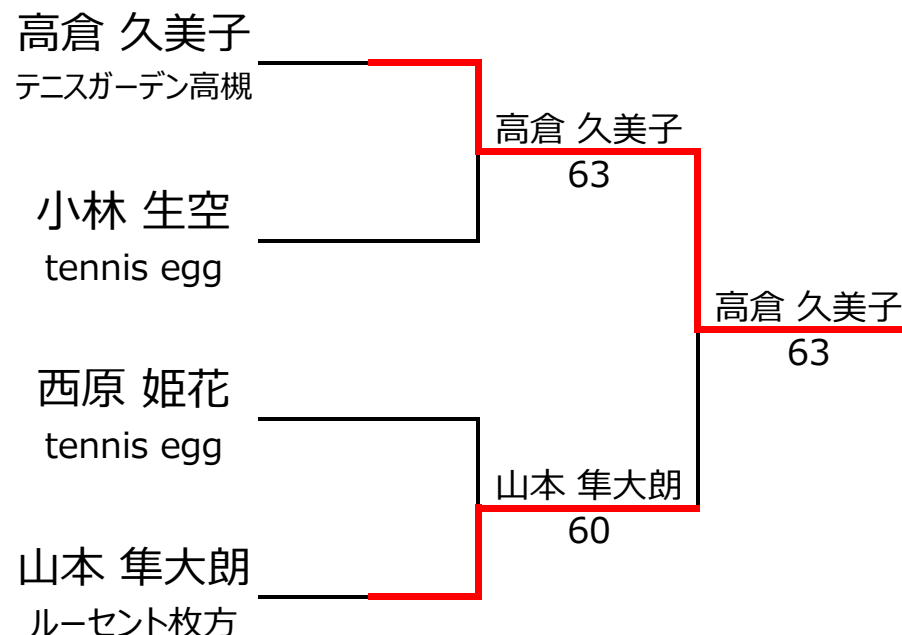 高倉 久美子
テニスガーデン高槻
小林 生空
tennis egg
西原 姫花
tennis egg
山本 隼大朗
ルーセント枚方
高倉 久美子
63
山本 隼大朗
60
高倉 久美子
63